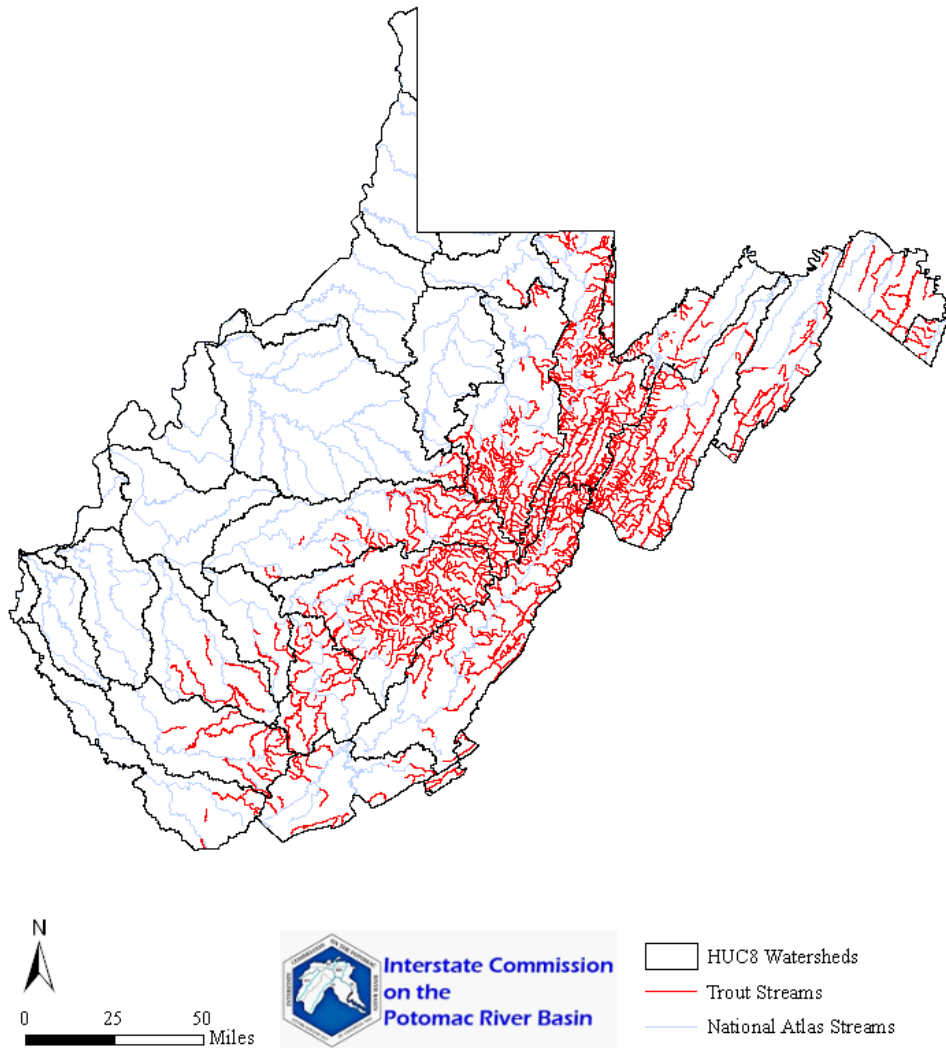 N
0 25 50
Miles
Interstate Commission
on the
Potomac River Basin
HUC8 Watersheds
Trout Streams
National Atlas Streams